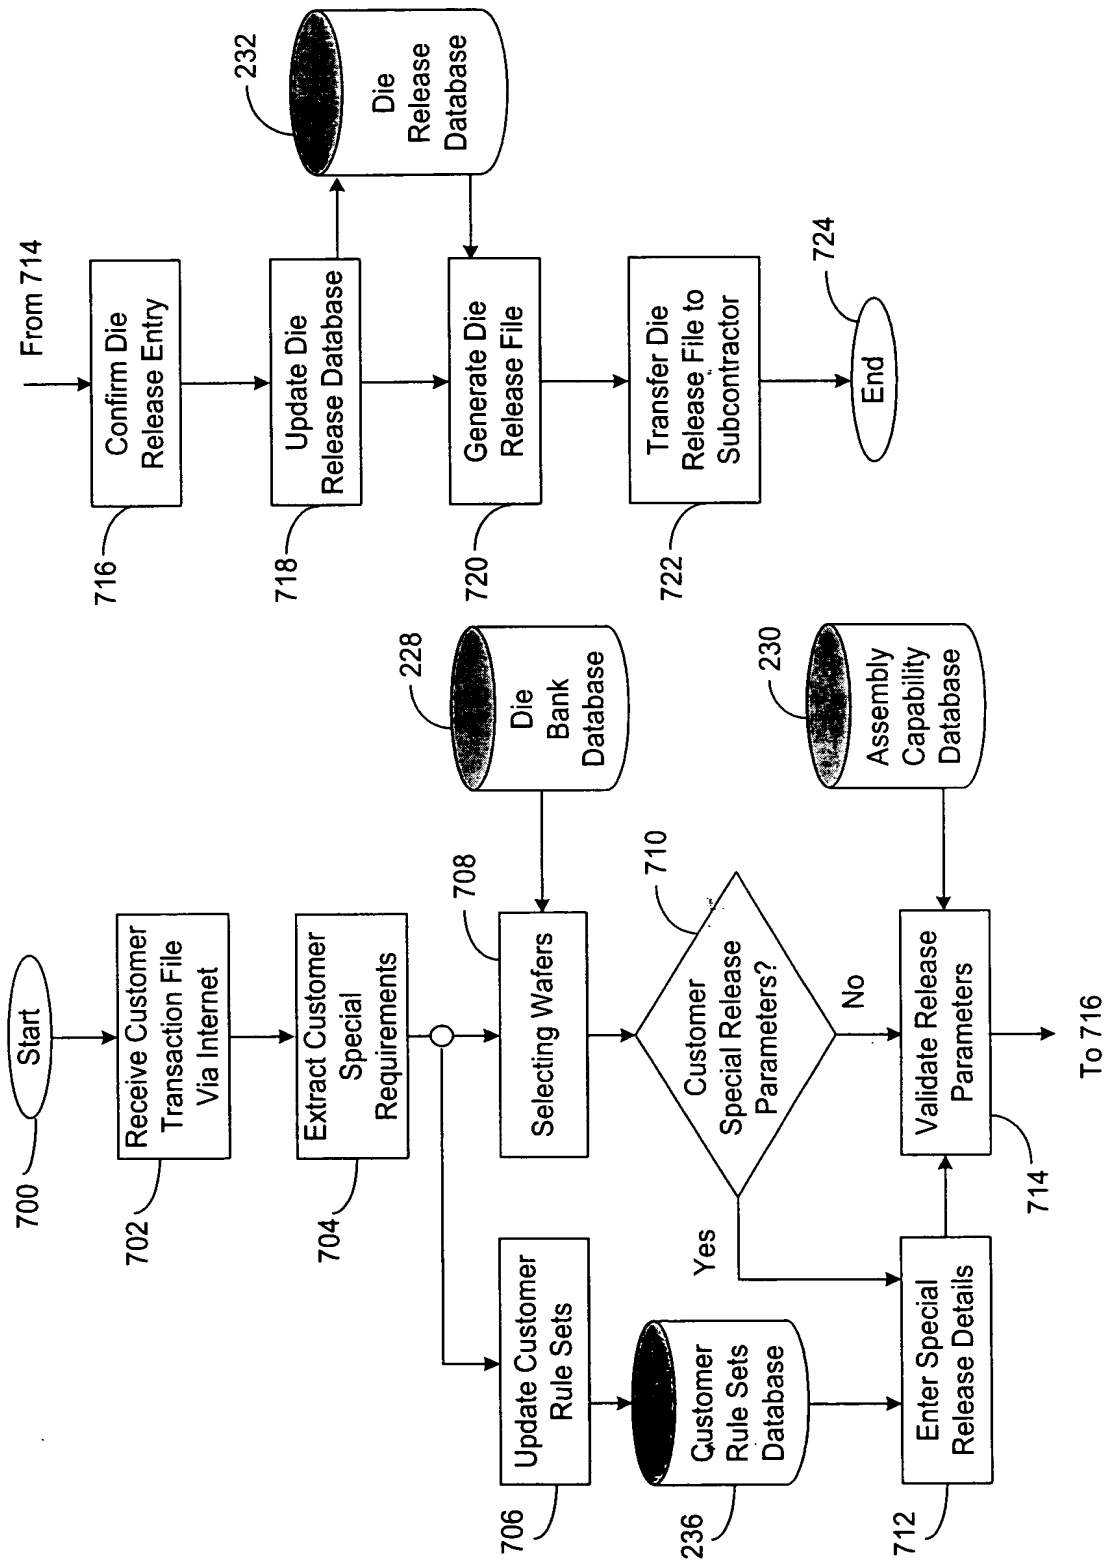 Start
700
Receive Customer
Transaction File
Via Internet
702
Extract Customer
Special
Requirements
704
Update Customer
Rule Sets
706
Customer
Rule Sets
Database
236
Selecting Wafers
708
Die
Bank
Database
228
Customer
Special Release
Parameters?
710
Yes
No
Enter Special
Release Details
712
Validate Release
Parameters
714
Assembly
Capability
Database
230
To 716
From 714
Confirm Die
Release Entry
716
Update Die
Release Database
718
Die
Release
Database
232
Generate Die
Release File
720
Transfer Die
Release File to
Subcontractor
722
End
724